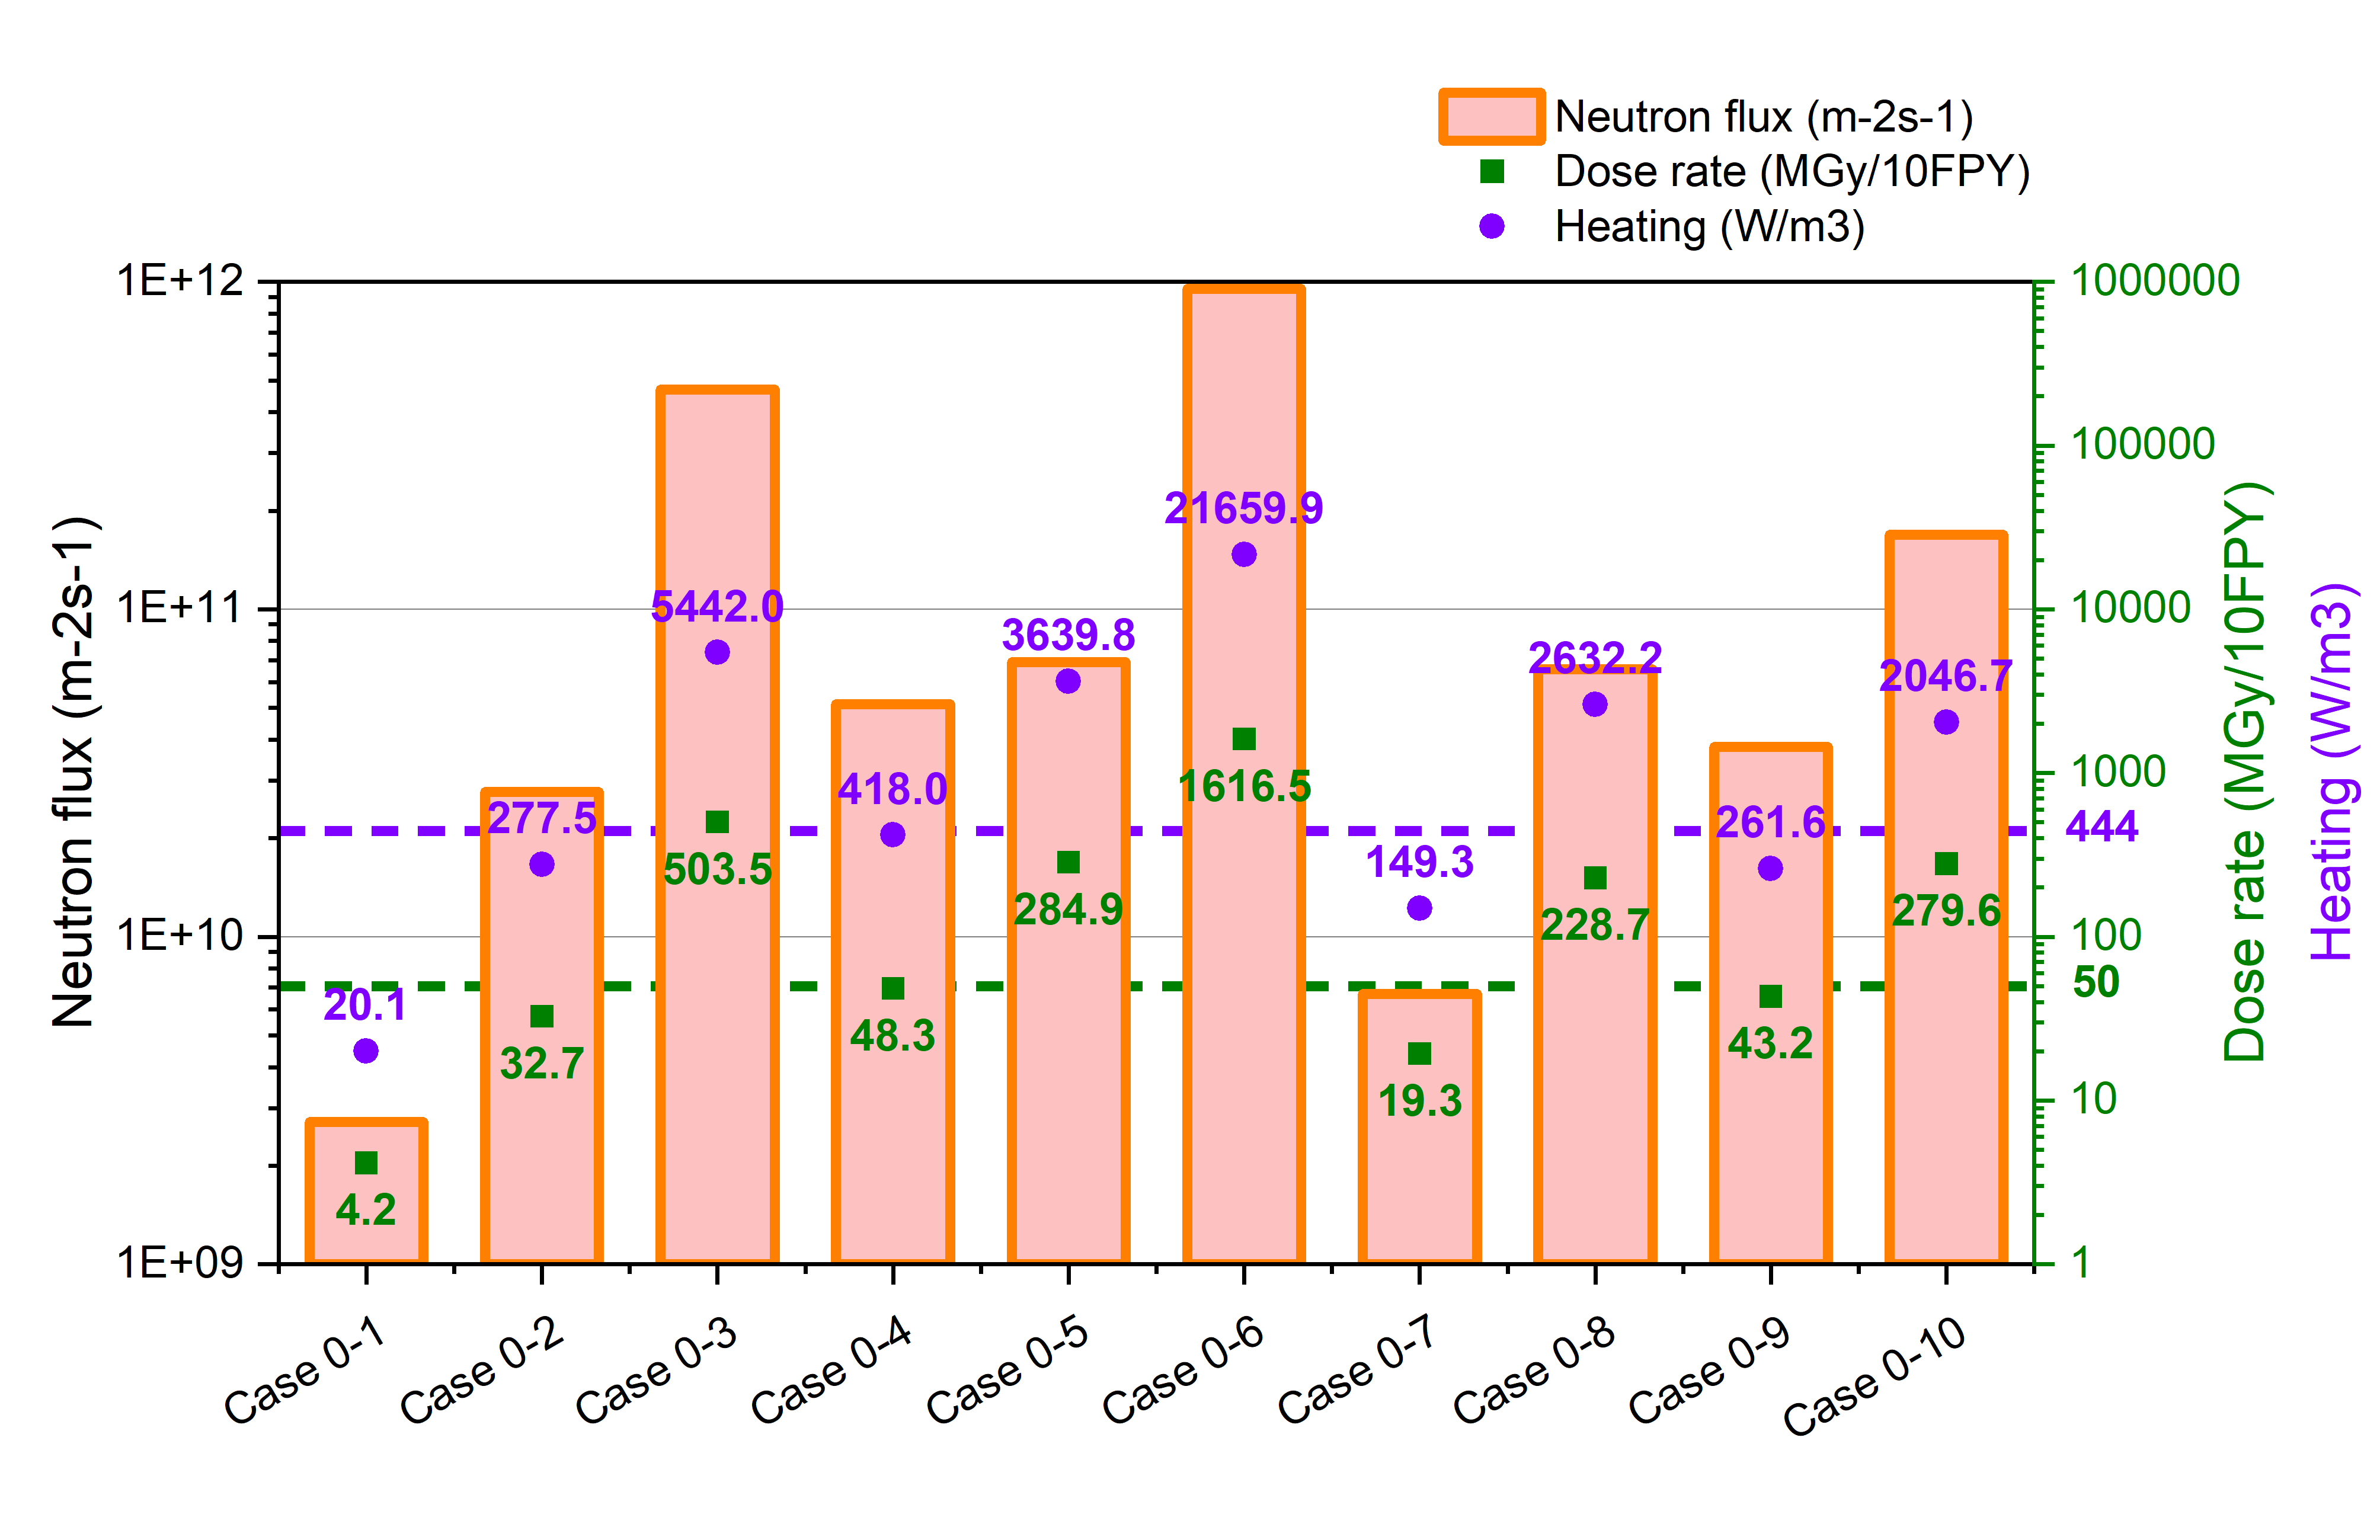 Neutron flux (m-2s-1)
Dose rate (MGy/10FPY)
Heating (W/m3)
1E+12
1E+11
1E+10
1E+09
Neutron flux (m-2s-1)
20.1
4.2
277.5
32.7
5442.0
503.5
418.0
48.3
3639.8
284.9
21659.9
1616.5
149.3
19.3
2632.2
228.7
261.6
43.2
2046.7
279.6
1000000
100000
10000
1000
444
100
50
10
1
Dose rate (MGy/10FPY)
Heating (W/m3)
Case 0-1
Case 0-2
Case 0-3
Case 0-4
Case 0-5
Case 0-6
Case 0-7
Case 0-8
Case 0-9
Case 0-10